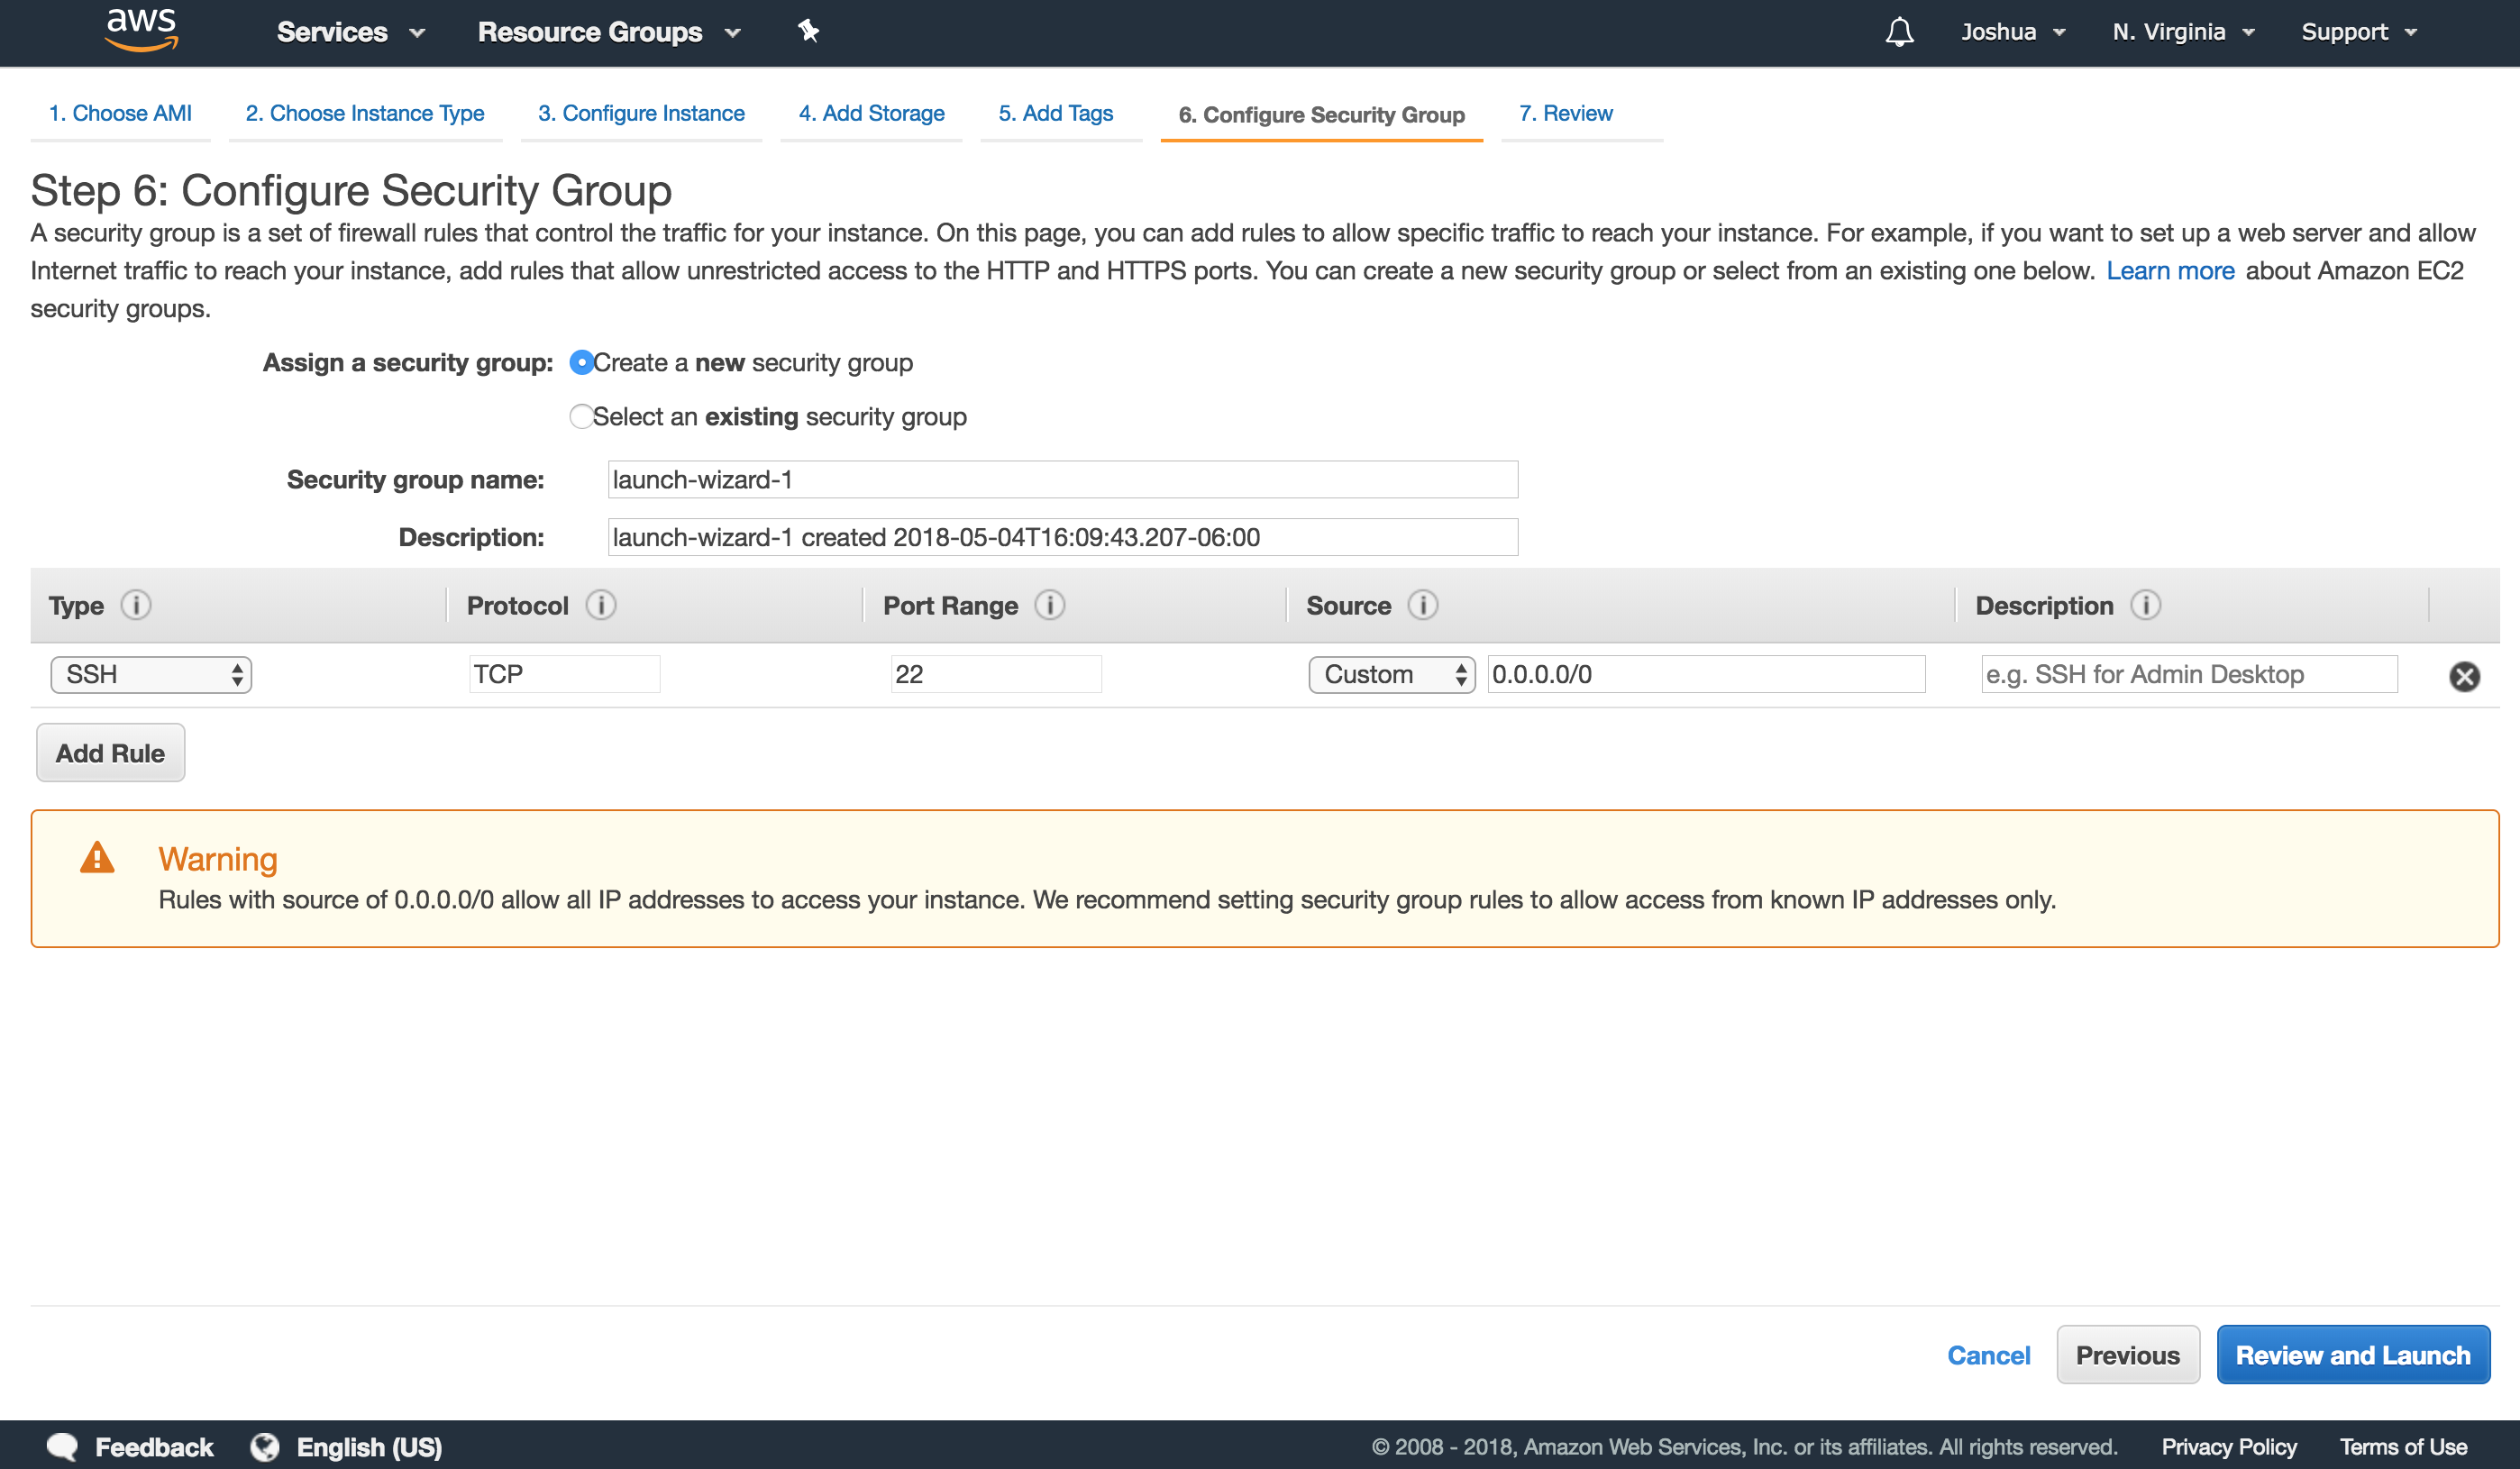 aws Services Resource Groups Joshua N. Virginia Support
1. Choose AMI 2. Choose Instance Type 3. Configure Instance 4. Add Storage 5. Add Tags 6. Configure Security Group 7. Review
Step 6: Configure Security Group
A security group is a set of firewall rules that control the traffic for your instance. On this page, you can add rules to allow specific traffic to reach your instance. For example, if you want to set up a web server and allow
Internet traffic to reach your instance, add rules that allow unrestricted access to the HTTP and HTTPS ports. You can create a new security group or select from an existing one below. Learn more about Amazon EC2
security groups.
Assign a security group: Create a new security group
Select an existing security group
Security group name: launch-wizard-1
Description: launch-wizard-1 created 2018-05-04T16:09:43.207-06:00
Type i Protocol i Port Range i Source i Description i
SSH TCP 22 Custom 0.0.0.0/0 e.g. SSH for Admin Desktop
Add Rule
Warning
Rules with source of 0.0.0.0/0 allow all IP addresses to access your instance. We recommend setting security group rules to allow access from known IP addresses only.
Cancel Previous Review and Launch
Feedback English (US) © 2008 - 2018, Amazon Web Services, Inc. or its affiliates. All rights reserved. Privacy Policy Terms of Use